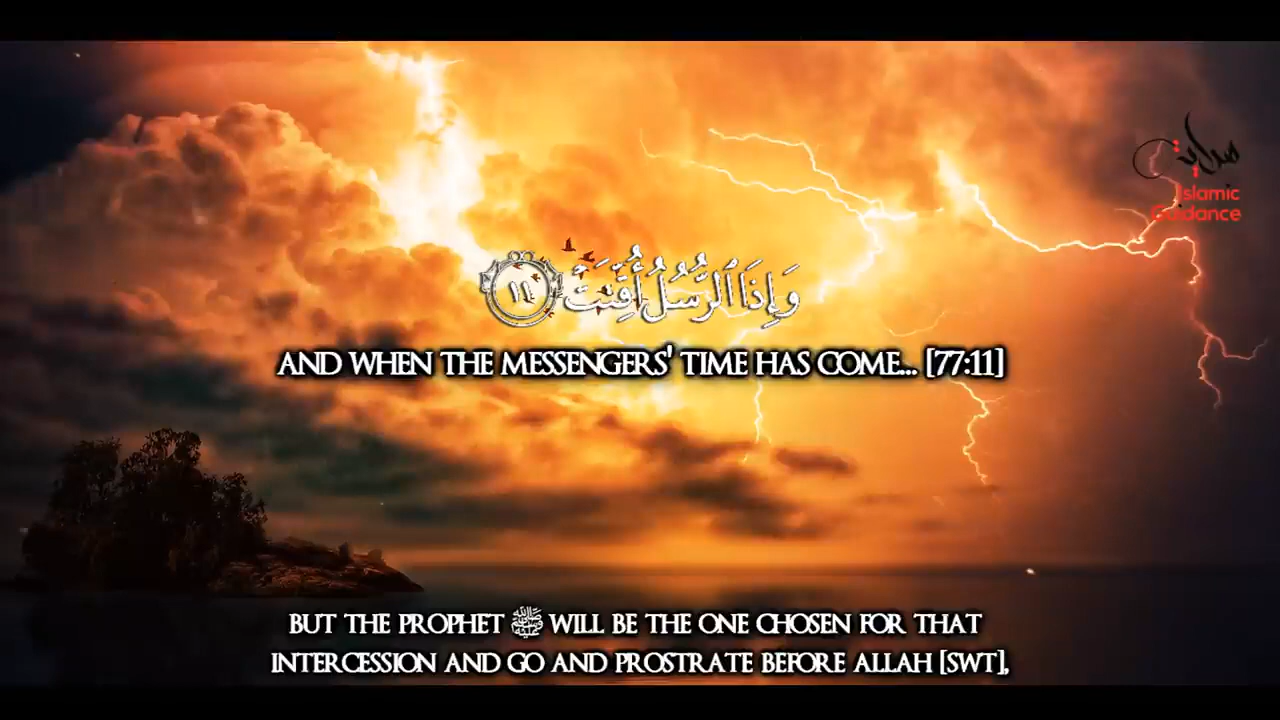 هداية
Islamic
Guidance
وَإِذَا ٱلرُّسُلُ أُقِّتَتْ ١١
AND WHEN THE MESSENGERS' TIME HAS COME... [77:11]
BUT THE PROPHET ﷺ WILL BE THE ONE CHOSEN FOR THAT
INTERCESSION AND GO AND PROSTRATE BEFORE ALLAH [SWT],